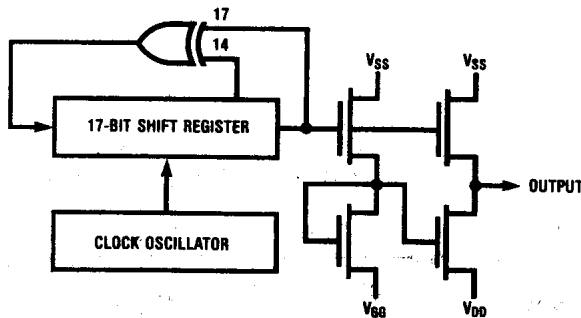 17
14
VSS
VSS
17-BIT SHIFT REGISTER
OUTPUT
CLOCK OSCILLATOR
VGG
VDD